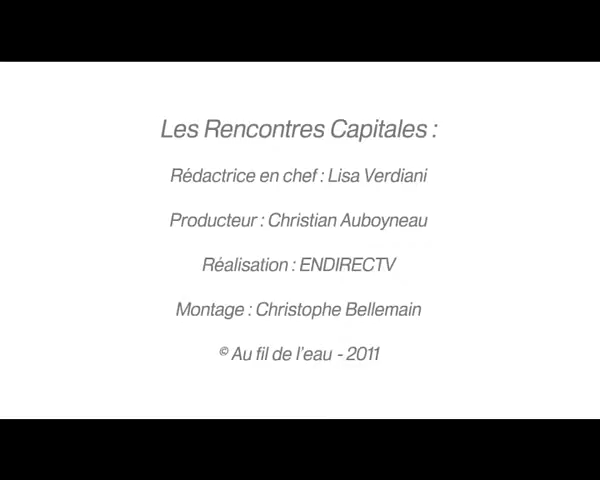 Les Rencontres Capitales :
Rédactrice en chef : Lisa Verdiani
Producteur : Christian Auboyneau
Réalisation : ENDIRECTV
Montage : Christophe Bellemain
© Au fil de l'eau - 2011